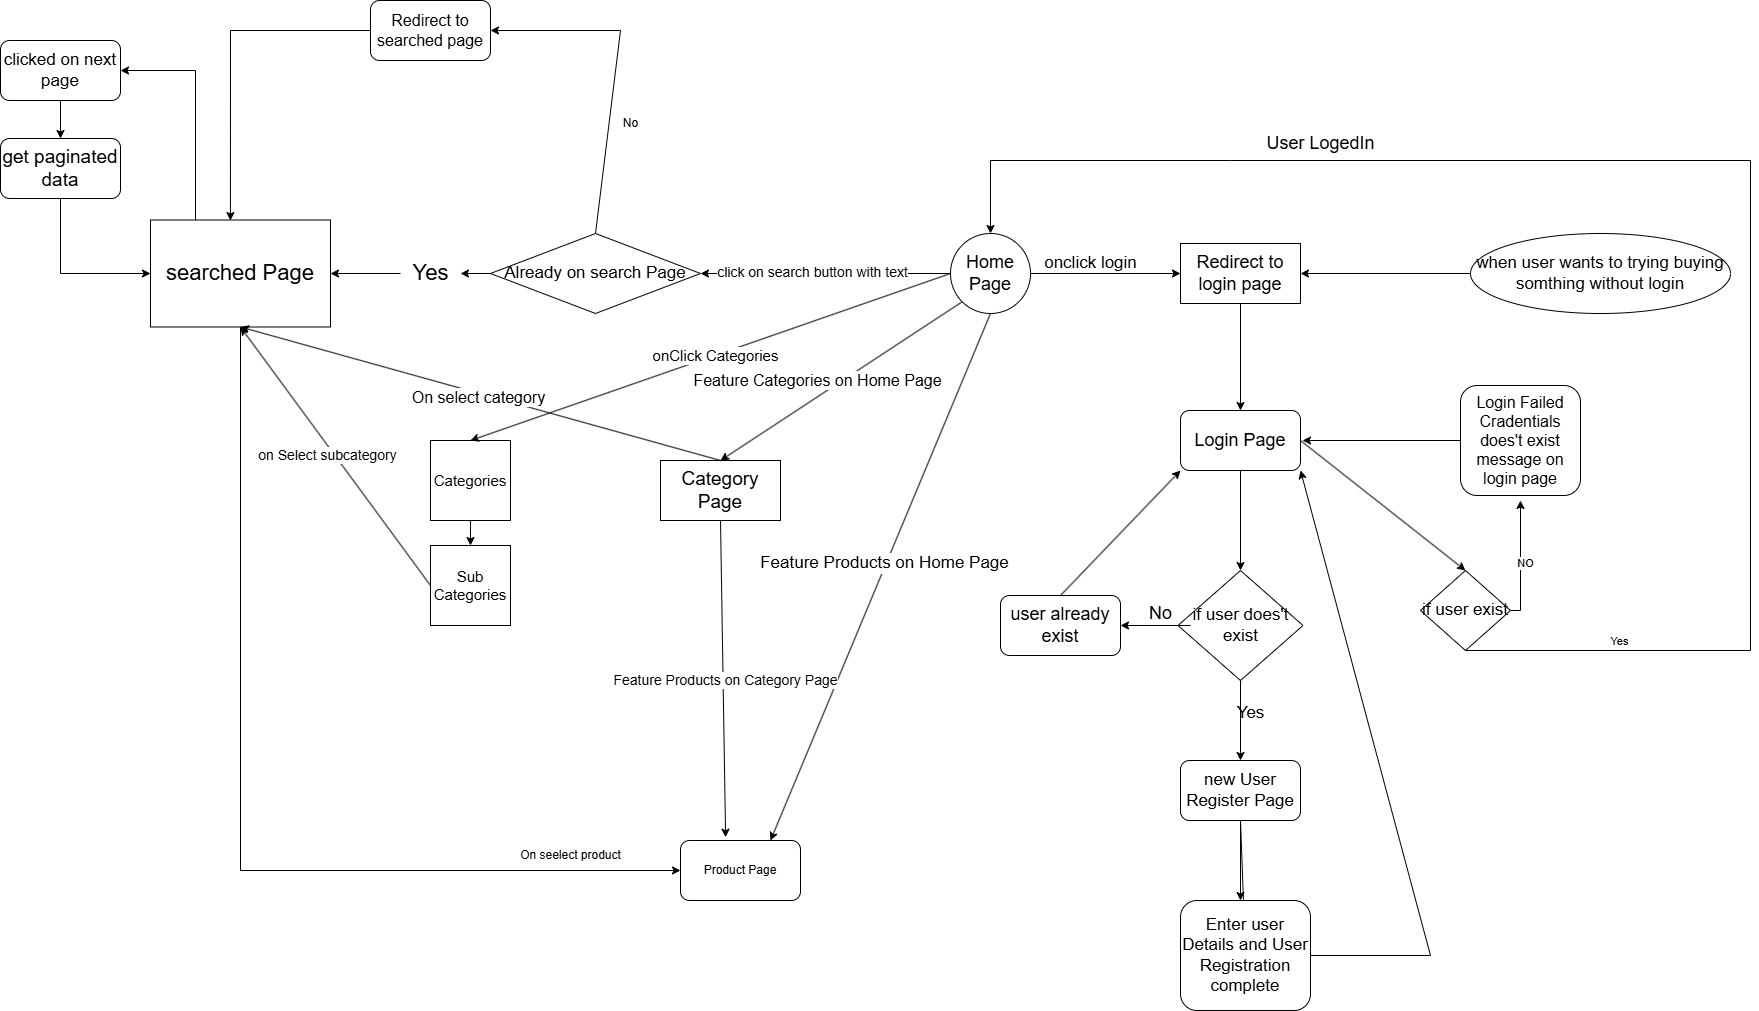 Redirect to
searched page
clicked on next
page
No
get paginated
data
User LogedIn
searched Page
Yes
Already on search Page
click on search button with text
Home
Page
onclick login
Redirect to
login page
when user wants to trying buying
somthing without login
onClick Categories
Feature Categories on Home Page
On select category
on Select subcategory
Categories
Category
Page
Sub
Categories
Login Page
Login Failed
Credentials
does't exist
message on
login page
Feature Products on Home Page
NO
user already
exist
No
if user does't
exist
if user exist
Yes
Feature Products on Category Page
Yes
new User
Register Page
On seelect product
Product Page
Enter user
Details and User
Registration
complete